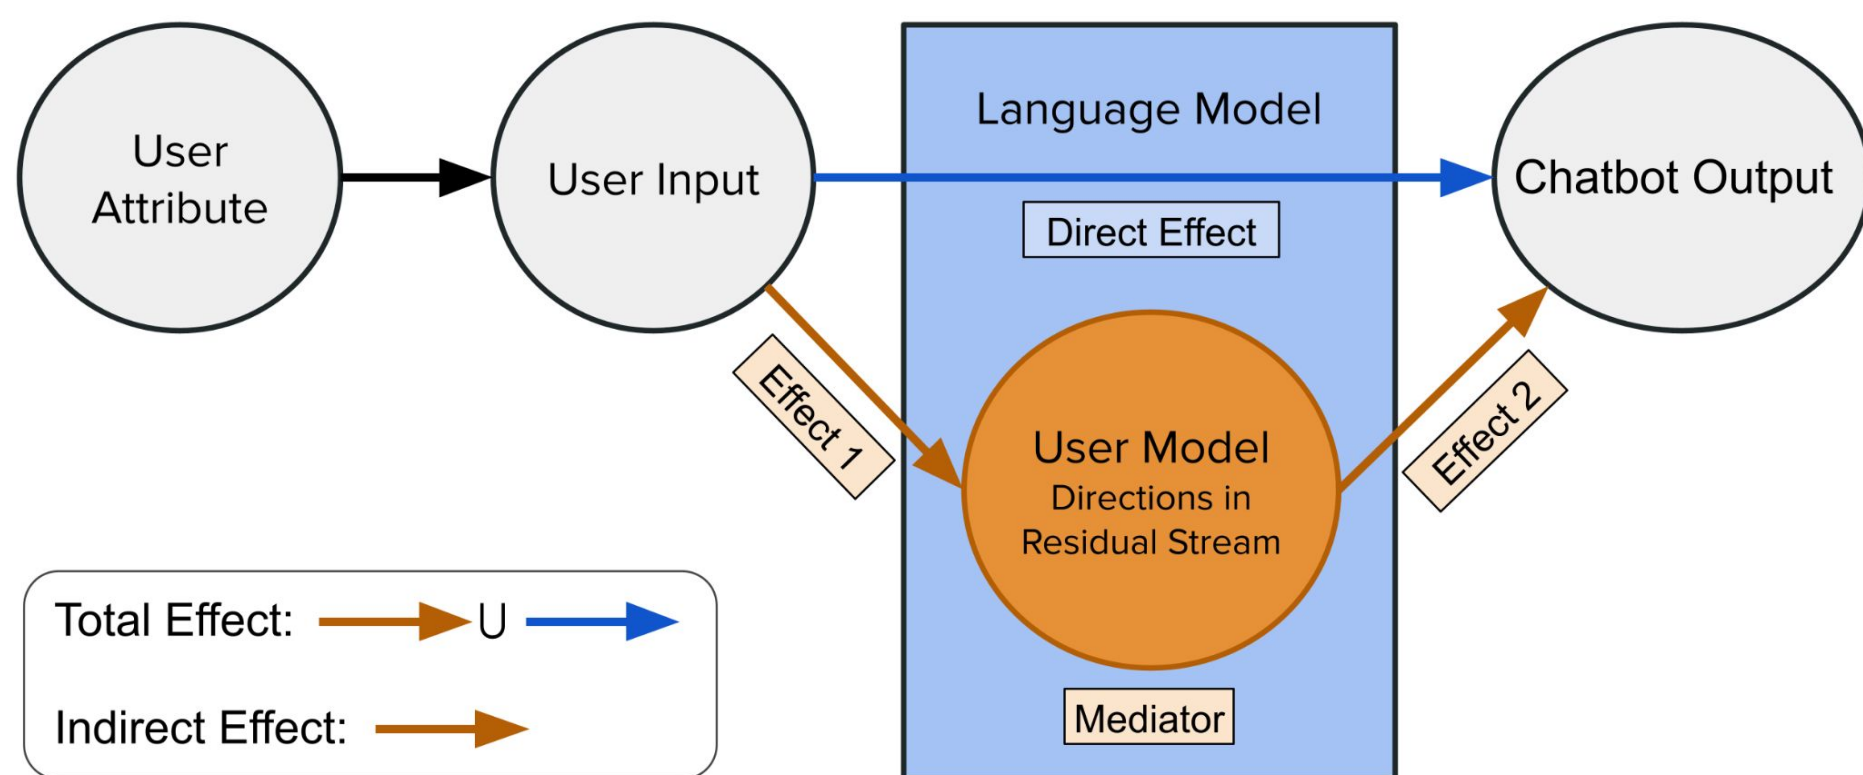 User
Attribute
User Input
Language Model
Direct Effect
Chatbot Output
Effect 1
User Model
Directions in
Residual Stream
Effect 2
Mediator
Total Effect: U
Indirect Effect: